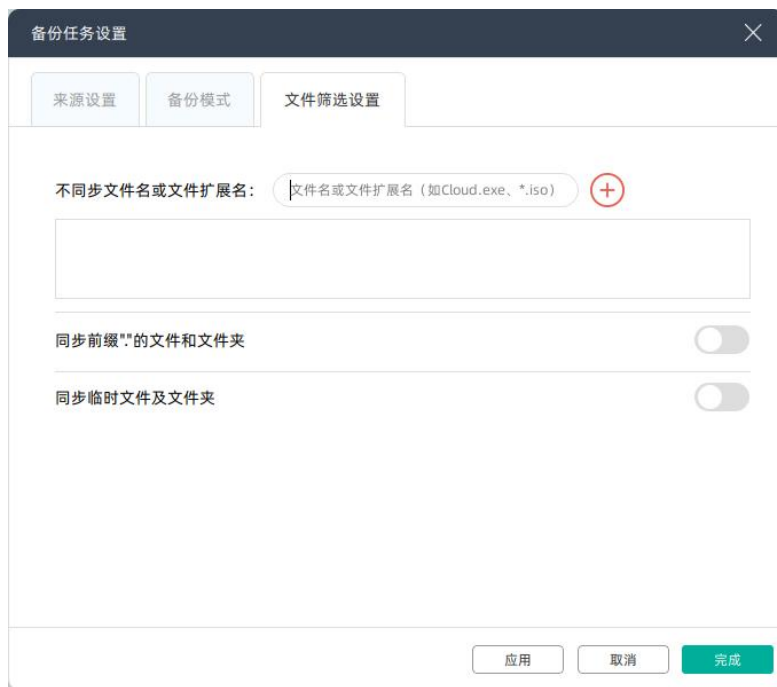 备份任务设置
来源设置 备份模式 文件筛选设置
不同步文件名或文件扩展名： 文件名或文件扩展名（如Cloud.exe、*.iso）
同步前缀"."的文件和文件夹
同步临时文件及文件夹
应用 取消 完成